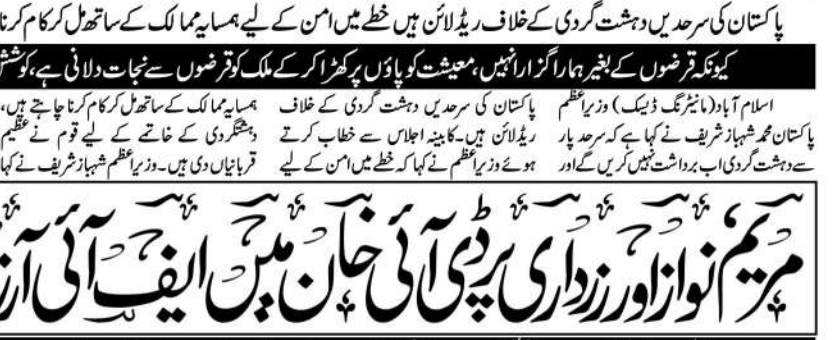 پاکستان کی سرحدیں دہشت گردی کے خلاف ریڈ لائن ہیں خطے میں امن کے لیے ہمسایہ ممالک کے ساتھ مل کر کام کرنا
کیونکہ قرضوں کے بغیر ہمارا گزارا نہیں، معیشت کو پاؤں پر کھڑا کر کے ملک کو قرضوں سے نجات دلانی ہے، کوشش
اسلام آباد (مانیٹرنگ ڈیسک) وزیراعظم
پاکستان محمد شہباز شریف نے کہا ہے کہ سرحد پار
سے دہشت گردی اب برداشت نہیں کریں گے اور
پاکستان کی سرحدیں دہشت گردی کے خلاف
ریڈ لائن ہیں۔ کابینہ اجلاس سے خطاب کرتے
ہوئے وزیراعظم نے کہا کہ خطے میں امن کے لیے
ہمسایہ ممالک کے ساتھ مل کر کام کرنا چاہتے ہیں،
دہشتگردی کے خاتمے کے لیے قوم نے عظیم
قربانیاں دی ہیں۔ وزیراعظم شہباز شریف نے کہا
مریم نواز اور زرداری پر ڈی آئی خان میں ایف آئی آرز